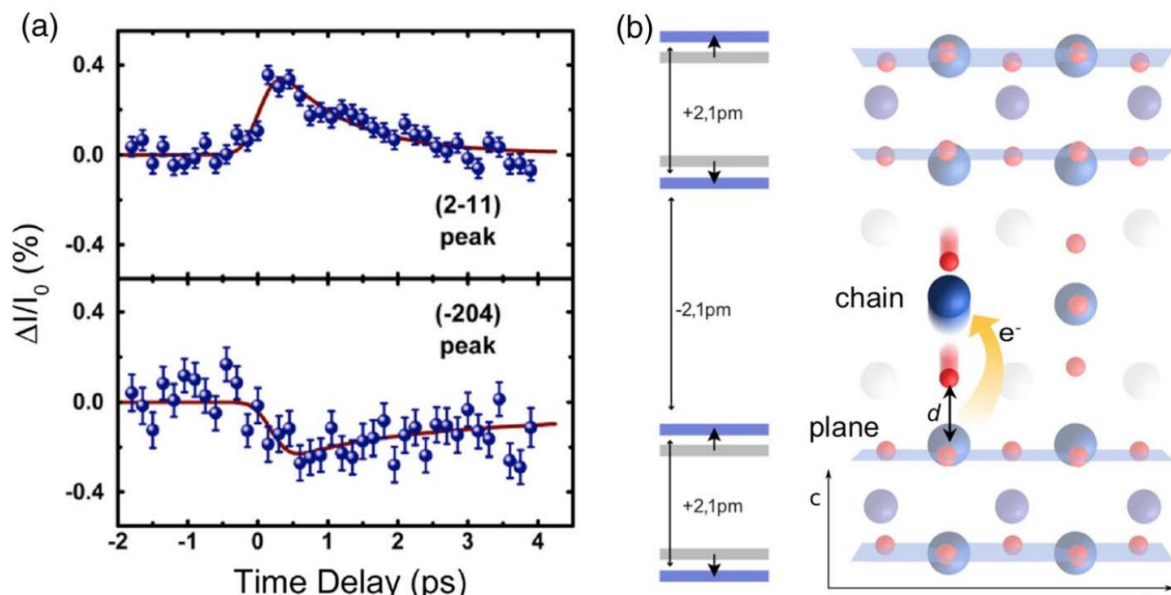 (a)
0.4
0.0
-0.4
(2-11)
peak
0.4
0.0
-0.4
(-204)
peak
ΔI/I0 (%)
-2 -1 0 1 2 3 4
Time Delay (ps)
(b)
+2,1pm
-2,1pm
+2,1pm
chain
e-
d
plane
c